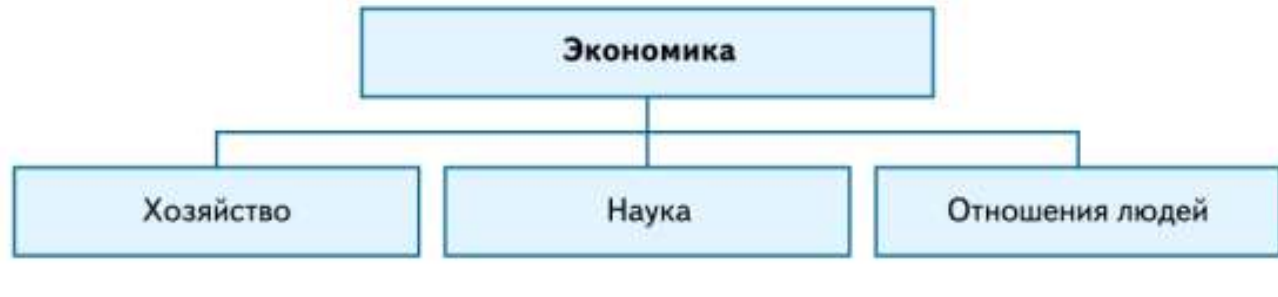 Экономика
Хозяйство
Наука
Отношения людей